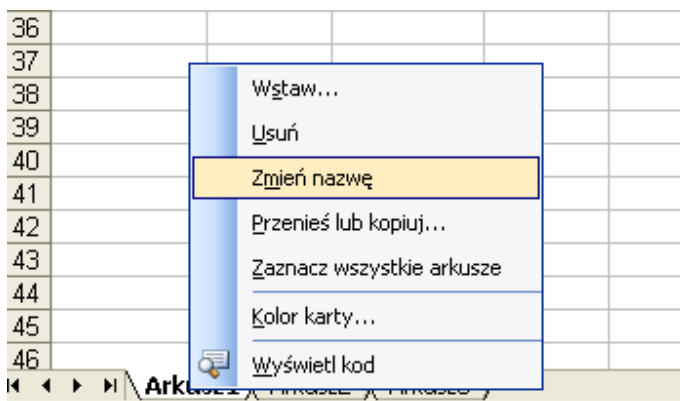 36
37
38
39
40
41
42
43
44
45
46
Wstaw...
Usuń
Zmień nazwę
Przenieś lub kopiuj...
Zaznacz wszystkie arkusze
Kolor karty...
Wyświetl kod
Arkusz1